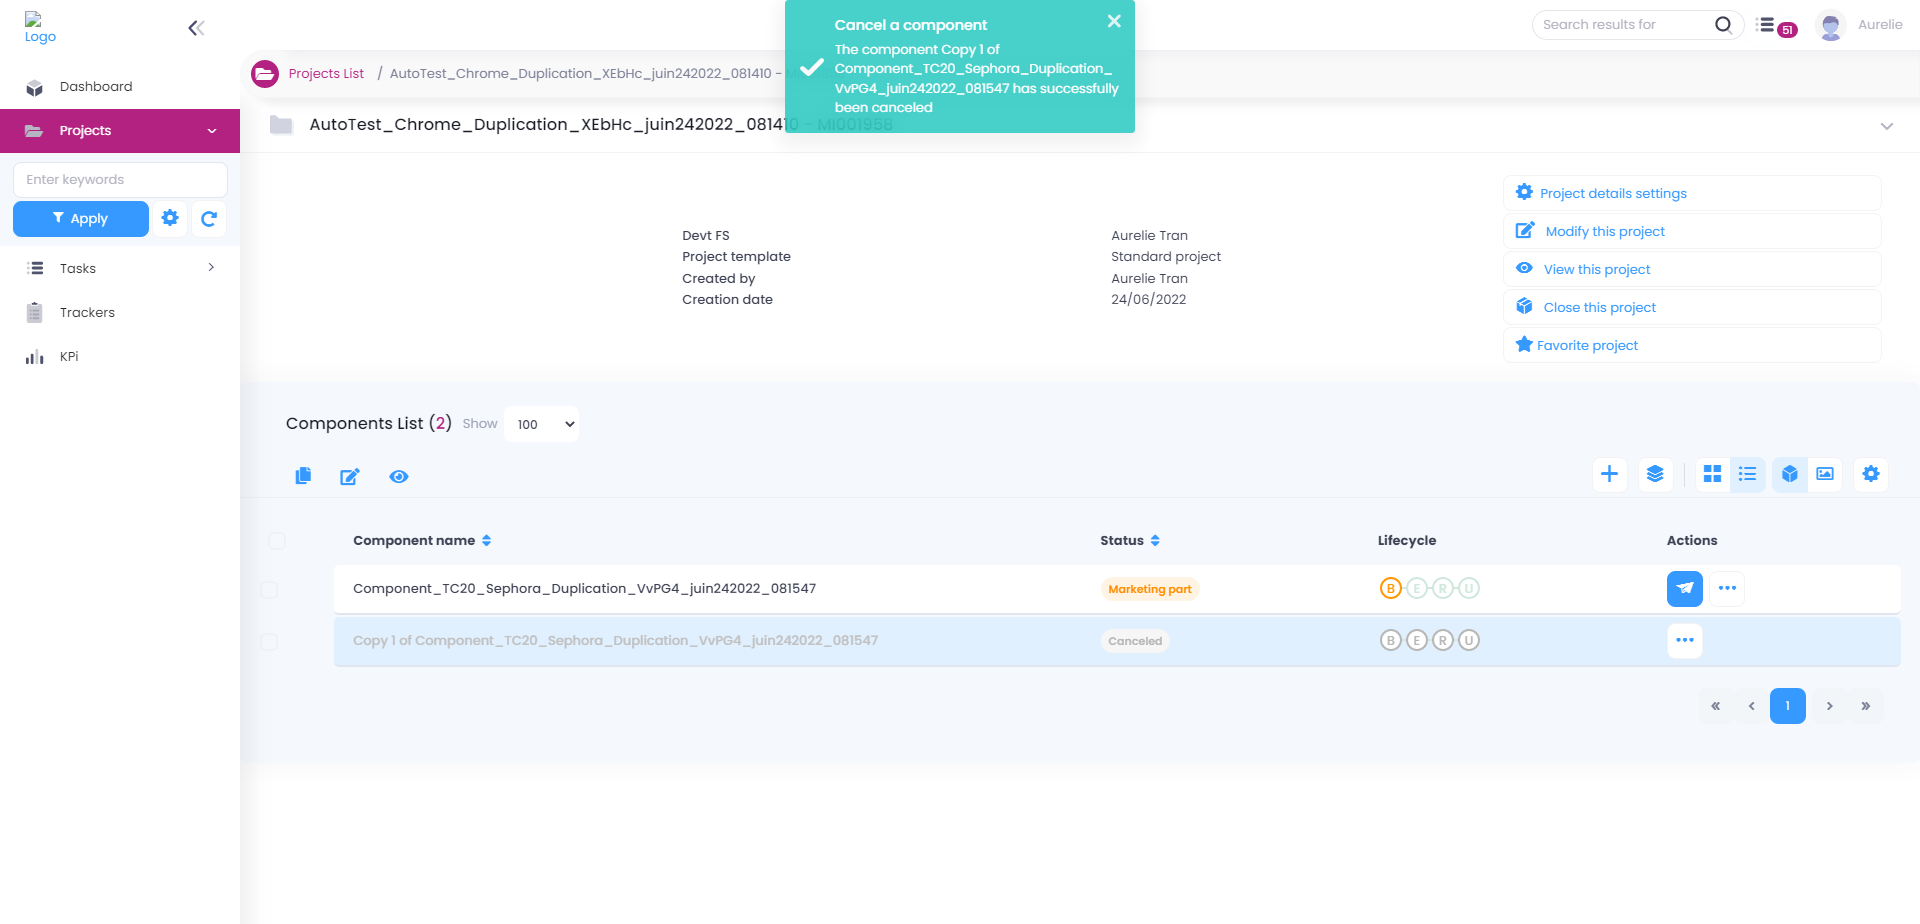 Logo
Dashboard
Projects
Enter keywords
Apply
Tasks
Trackers
KPi
Search results for
51
Aurelie
Projects List / AutoTest_Chrome_Duplication_XEbHc_juin242022_081410 -
Cancel a component
The component Copy 1 of
Component_TC20_Sephora_Duplication_
VvPG4_juin242022_081547 has successfully
been canceled
AutoTest_Chrome_Duplication_XEbHc_juin242022_081410 - MI001958
Devt FS Aurelie Tran
Project template Standard project
Created by Aurelie Tran
Creation date 24/06/2022
Project details settings
Modify this project
View this project
Close this project
Favorite project
Components List (2) Show 100
Component name Status Lifecycle Actions
Component_TC20_Sephora_Duplication_VvPG4_juin242022_081547 Marketing part B E R U
Copy 1 of Component_TC20_Sephora_Duplication_VvPG4_juin242022_081547 Canceled B E R U
« ‹ 1 › »